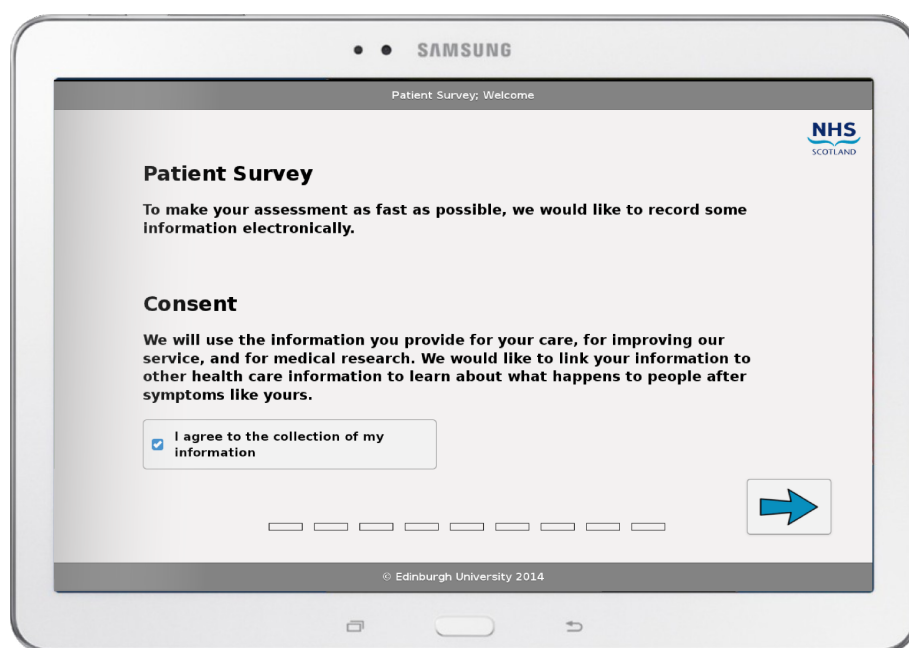 SAMSUNG
Patient Survey; Welcome
NHS
SCOTLAND
Patient Survey
To make your assessment as fast as possible, we would like to record some
information electronically.
Consent
We will use the information you provide for your care, for improving our
service, and for medical research. We would like to link your information to
other health care information to learn about what happens to people after
symptoms like yours.
I agree to the collection of my
information
© Edinburgh University 2014